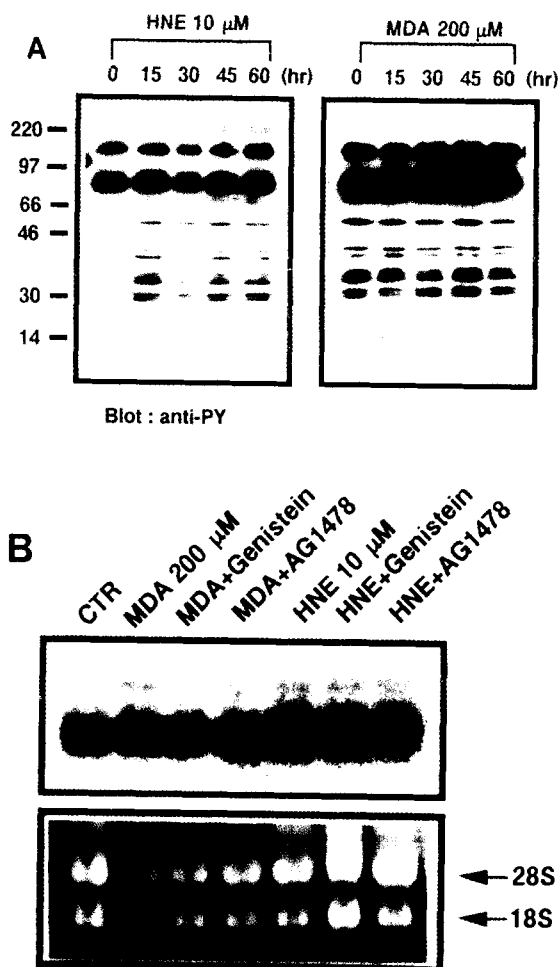 A
HNE 10 μM
MDA 200 μM
0 15 30 45 60 (hr)
0 15 30 45 60 (hr)
220
97
66
46
30
14
Blot : anti-PY
B
CTR
MDA 200 μM
MDA+Genistein
MDA+AG1478
HNE 10 μM
HNE+Genistein
HNE+AG1478
28S
18S